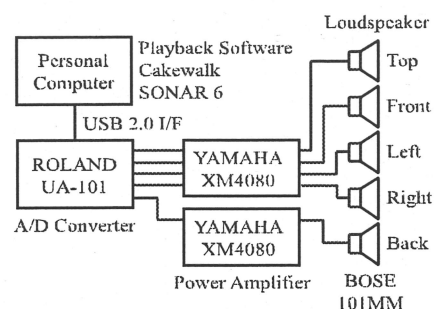 Loudspeaker
Personal
Computer
Playback Software
Cakewalk
SONAR 6
Top
Front
USB 2.0 I/F
ROLAND
UA-101
YAMAHA
XM4080
Left
Right
A/D Converter
YAMAHA
XM4080
Back
Power Amplifier
BOSE
101MM